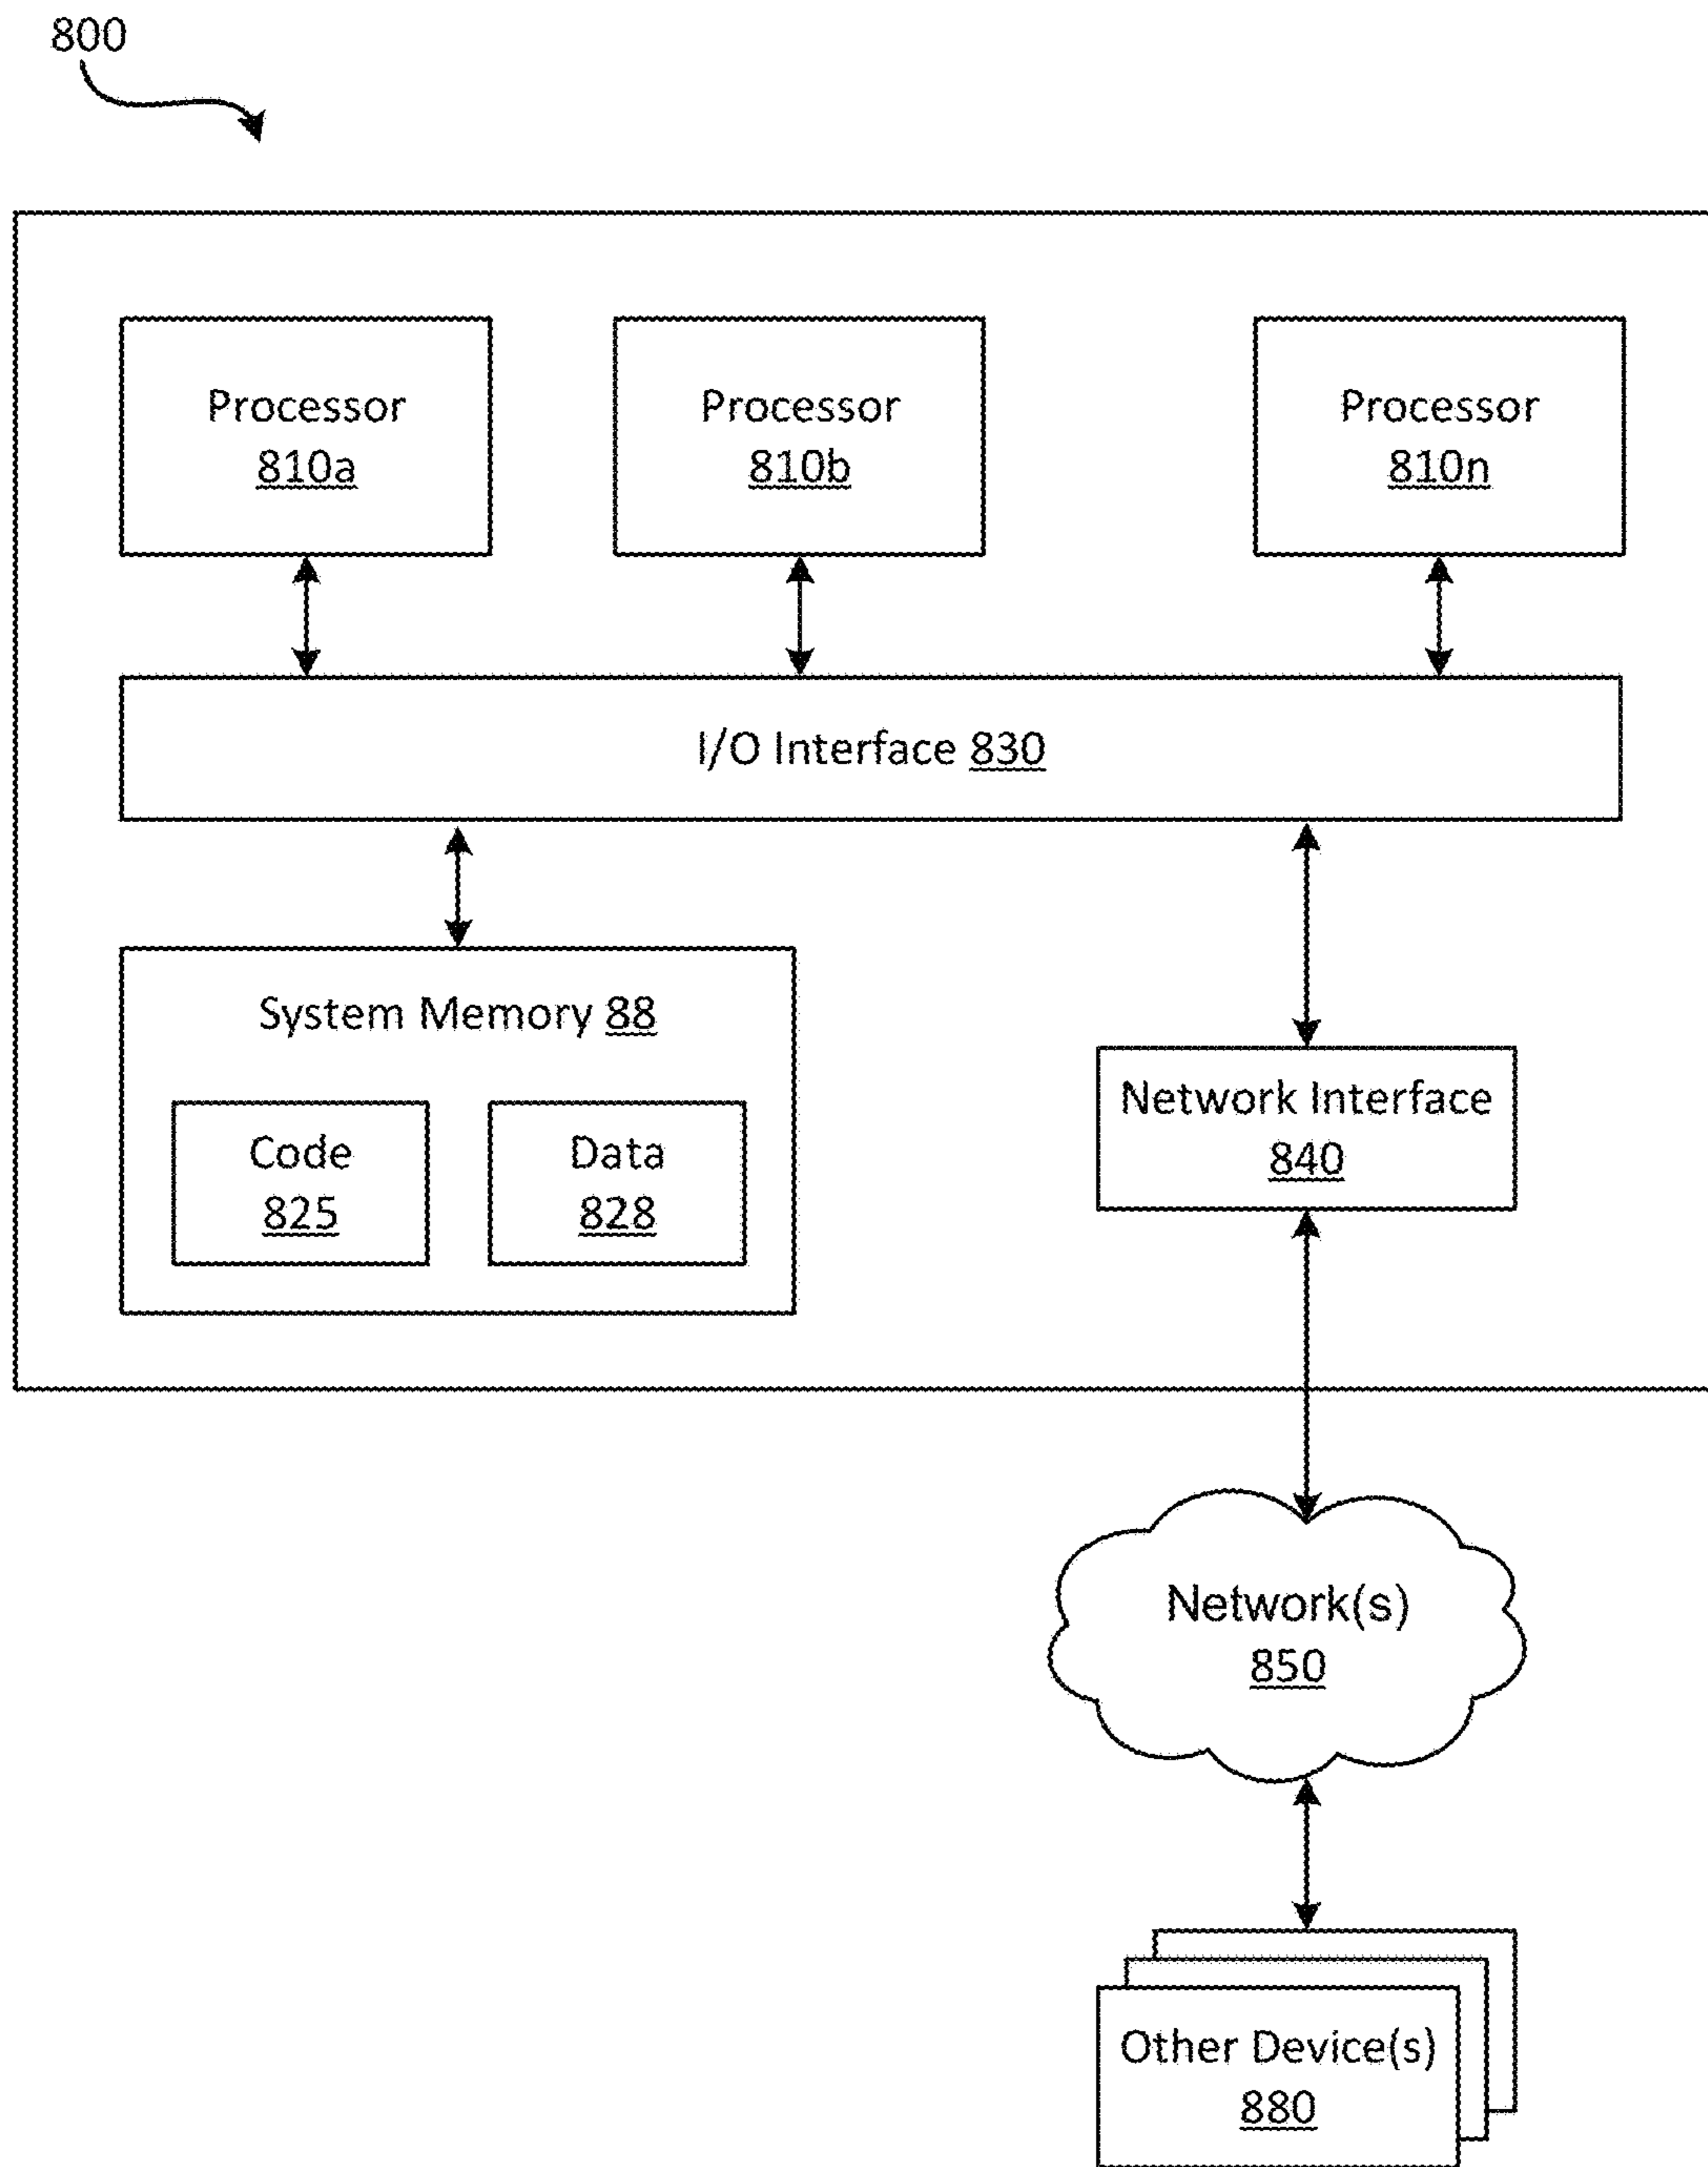 800
Processor
810a
Processor
810b
Processor
810n
I/O Interface 830
System Memory 88
Code
825
Data
828
Network Interface
840
Network(s)
850
Other Device(s)
880